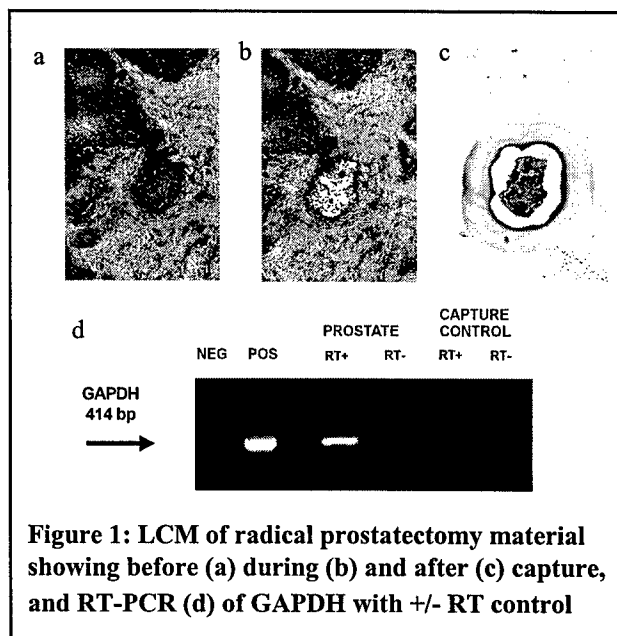 a b c
d
PROSTATE CAPTURE CONTROL
NEG POS RT+ RT- RT+ RT-
GAPDH
414 bp
Figure 1: LCM of radical prostatectomy material
showing before (a) during (b) and after (c) capture,
and RT-PCR (d) of GAPDH with +/- RT control